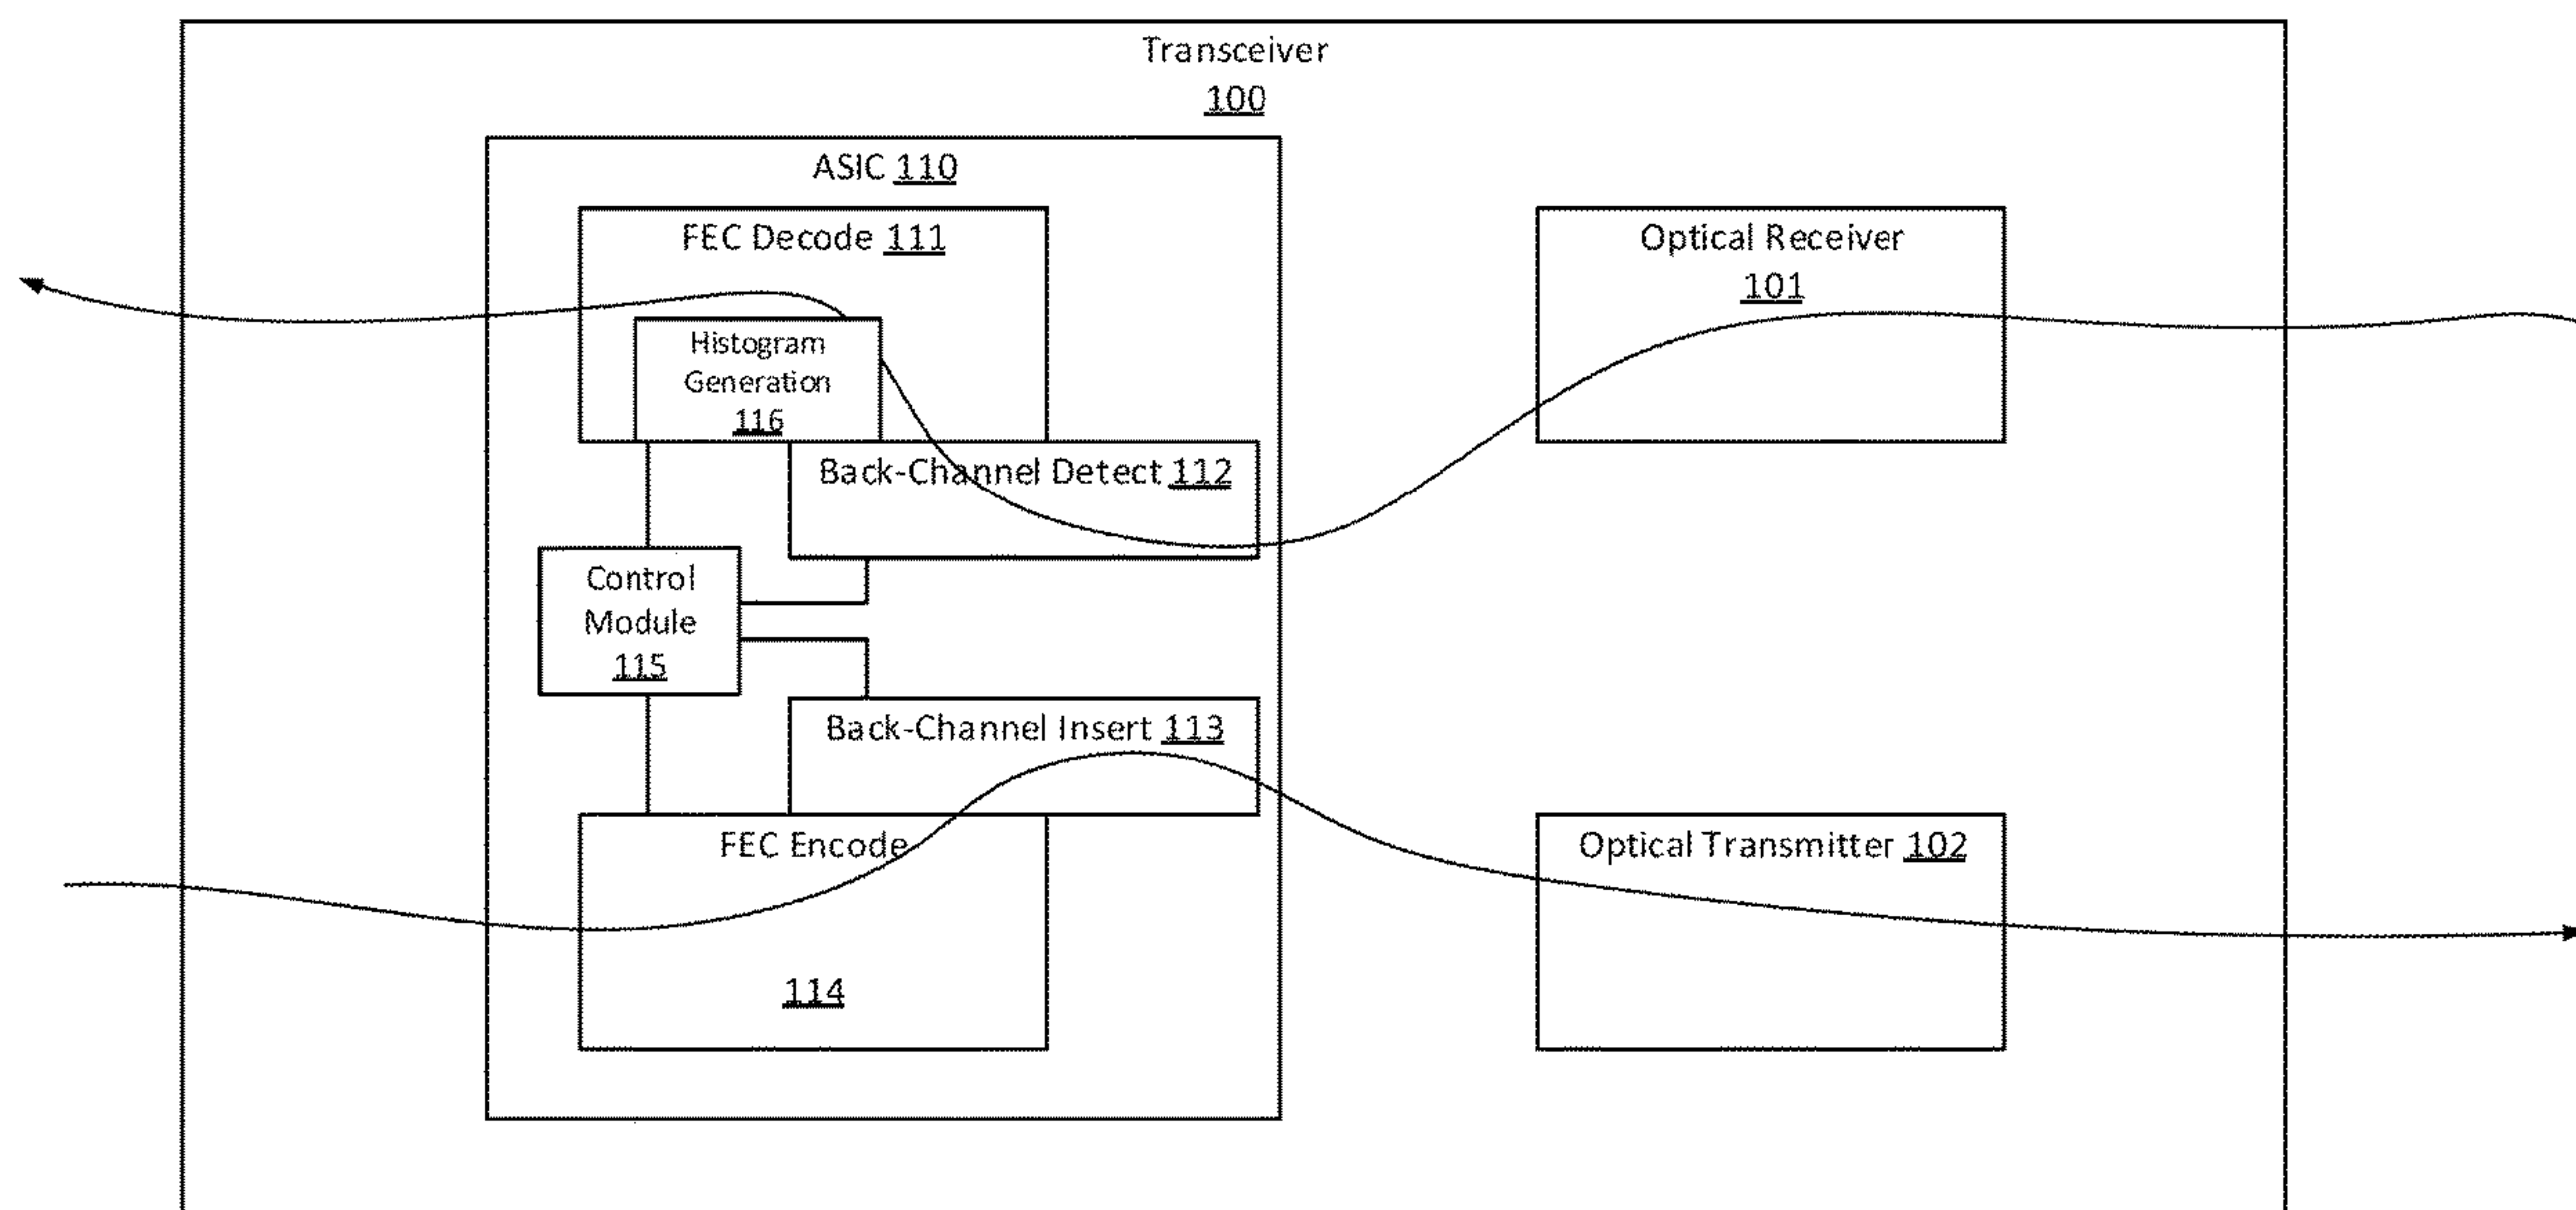 Transceiver
100
ASIC 110
FEC Decode 111
Optical Receiver
101
Histogram
Generation
116
Back-Channel Detect 112
Control
Module
115
Back-Channel Insert 113
FEC Encode
114
Optical Transmitter 102